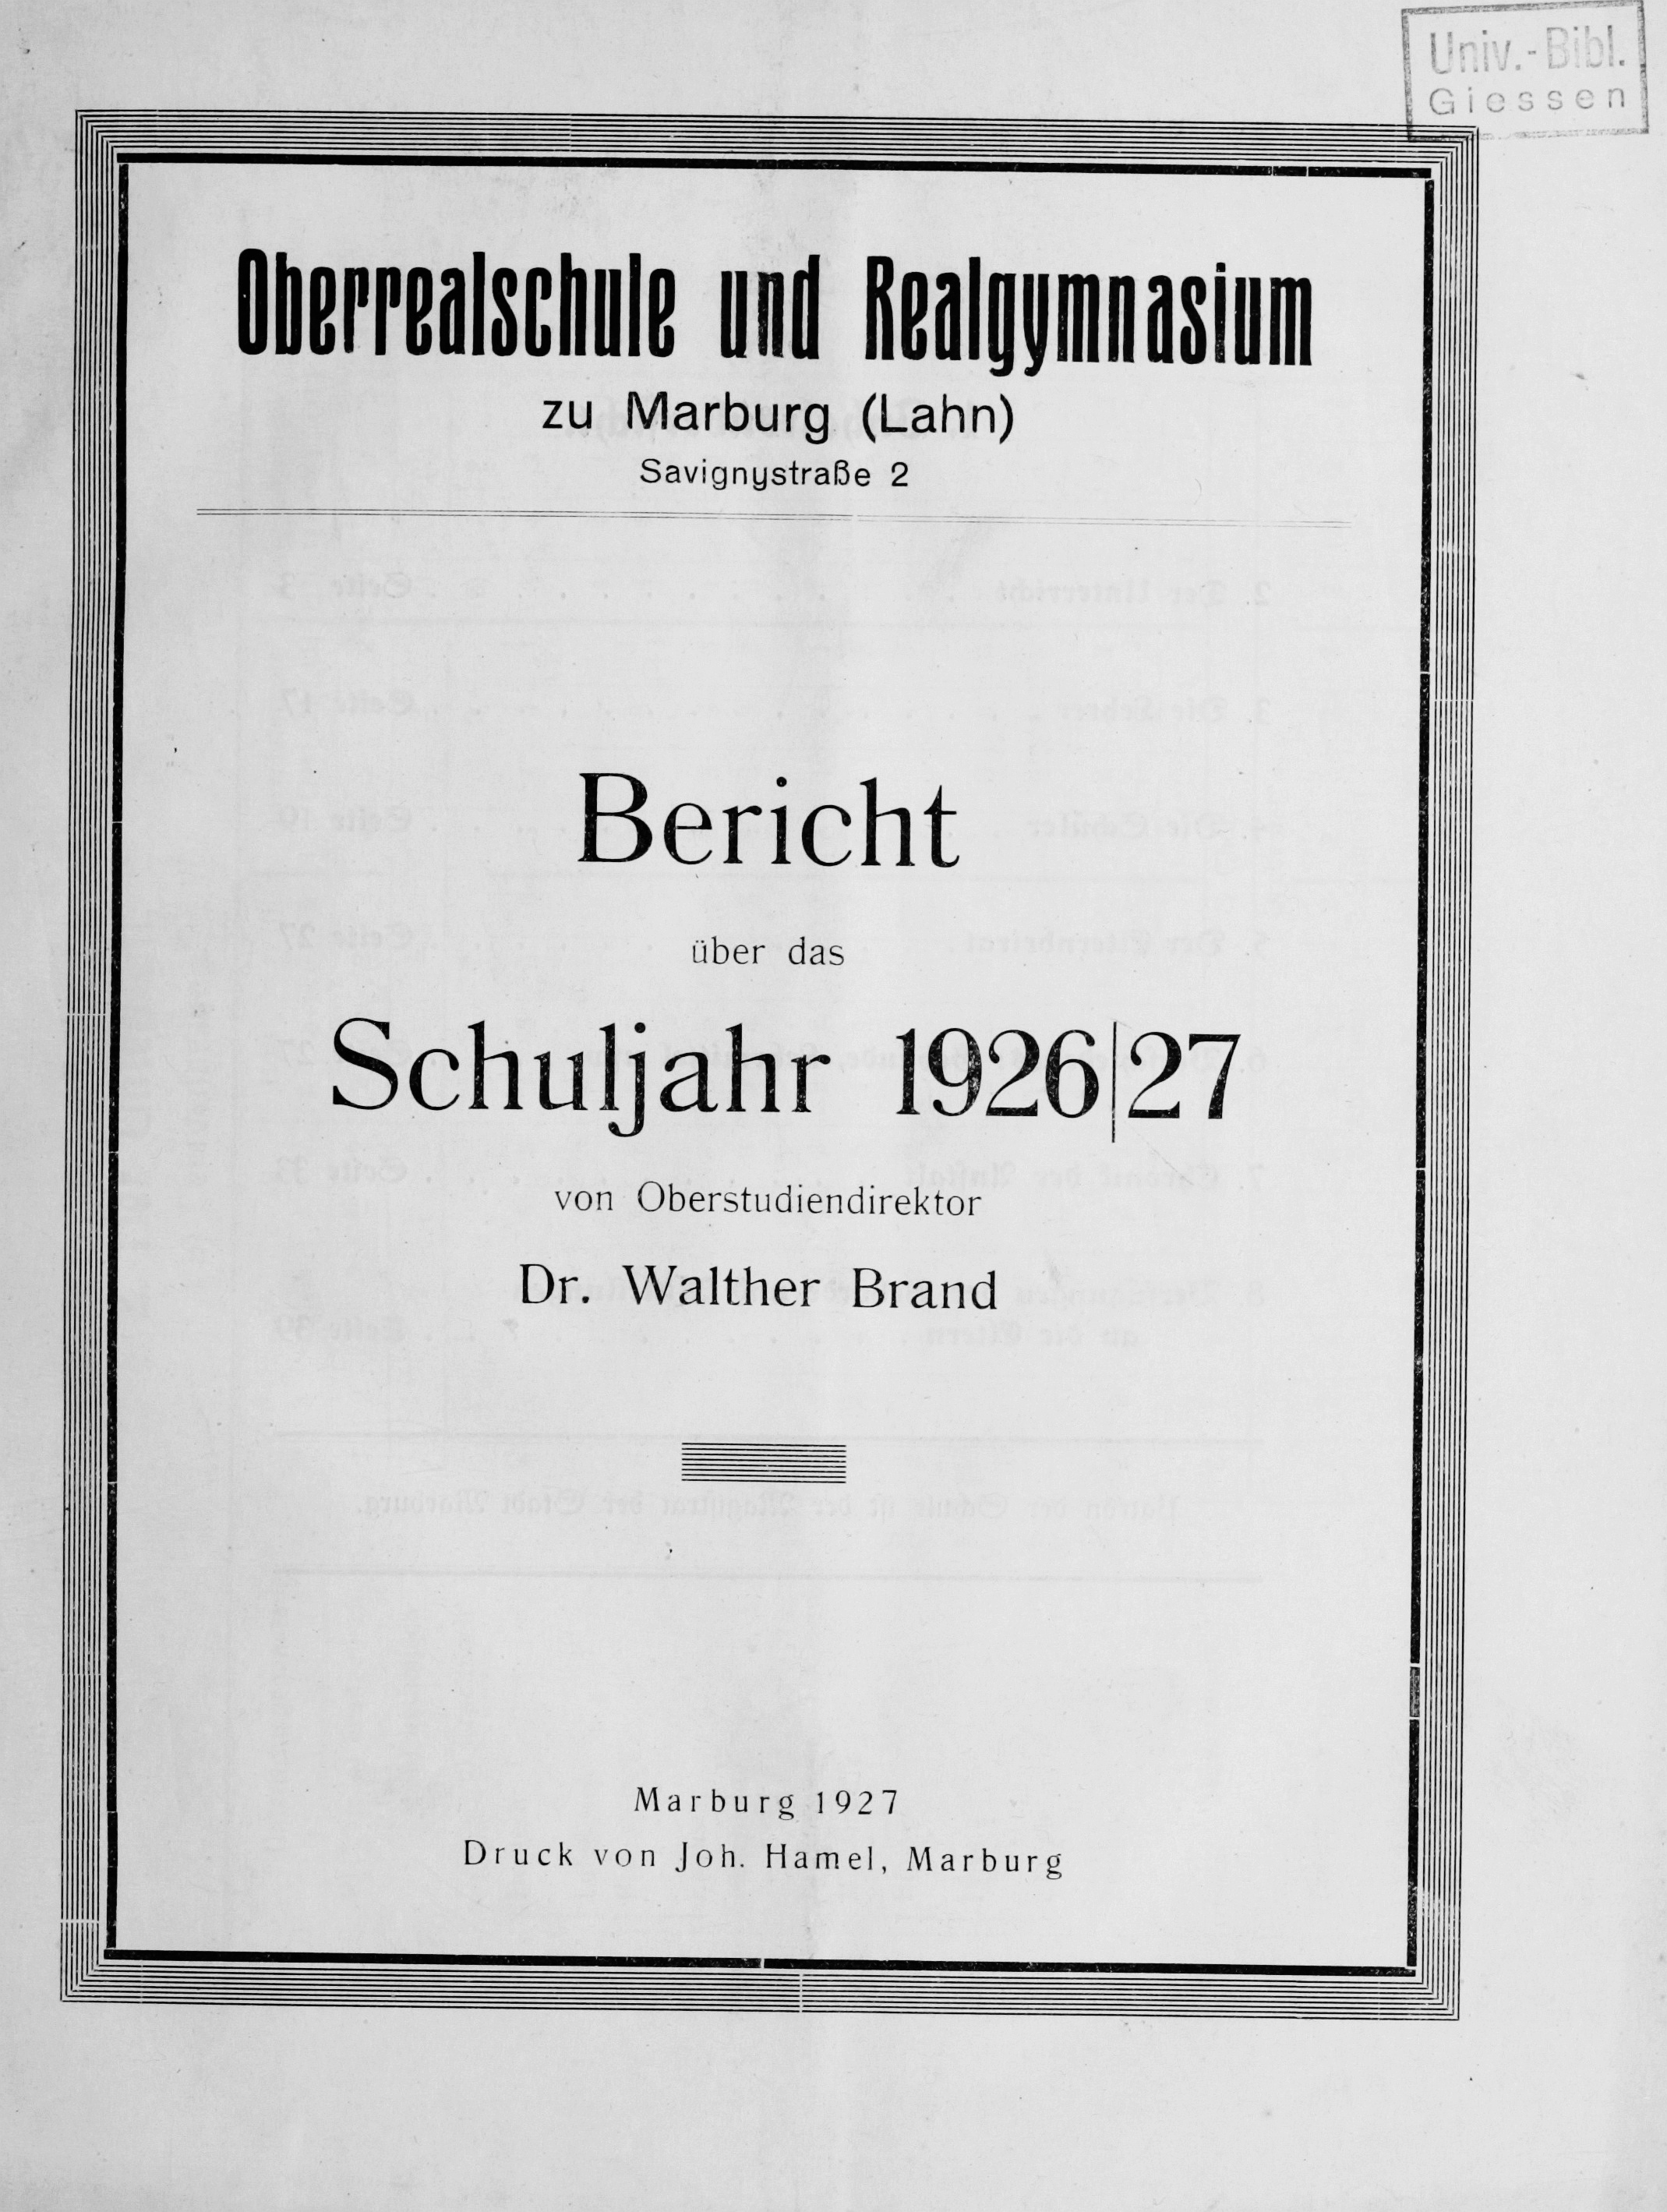 Univ.-Bibl.
Giessen
Oberrealschule und Realgymnasium
zu Marburg (Lahn)
Savignystraße 2
Bericht
über das
Schuljahr 1926|27
von Oberstudiendirektor
Dr. Walther Brand
Marburg 1927
Druck von Joh. Hamel, Marburg